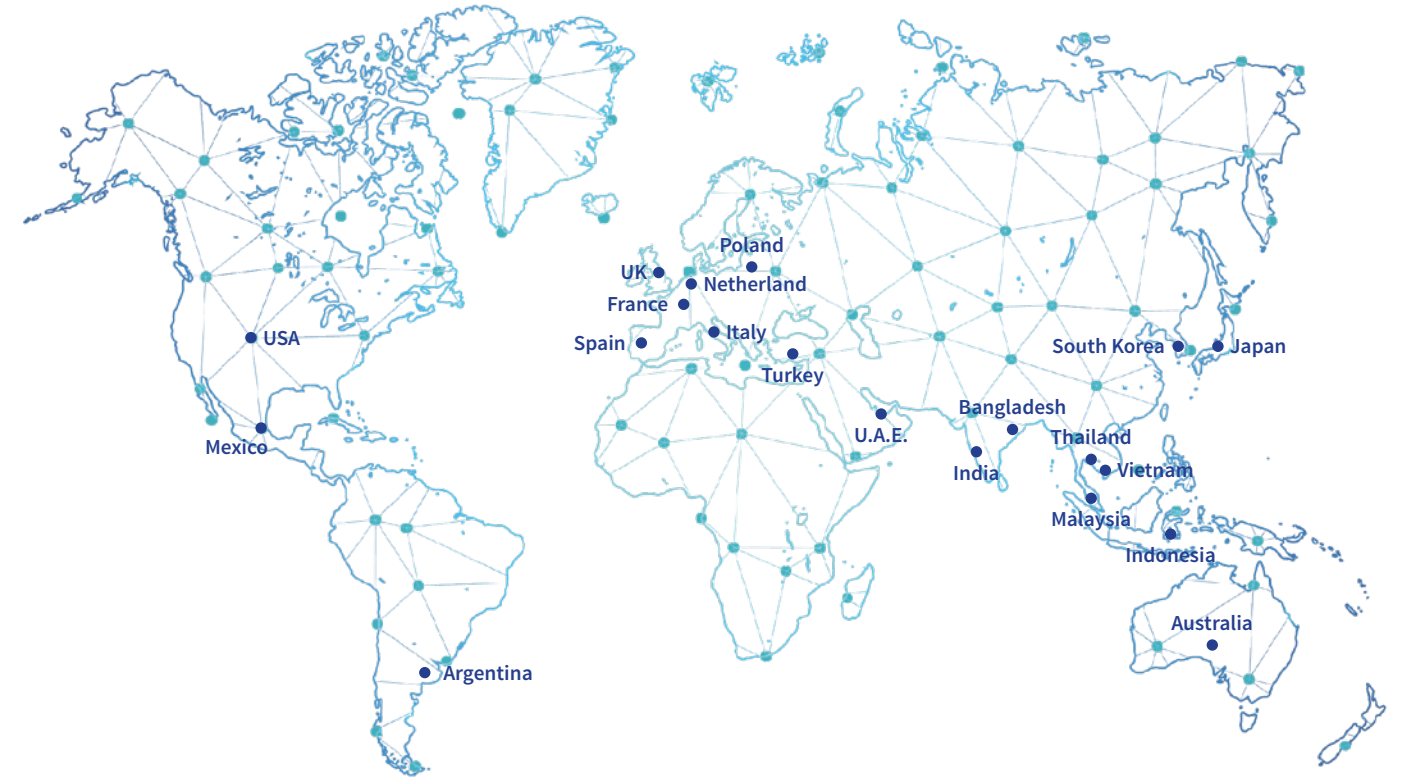 Poland
UK
Netherland
France
Italy
USA
Spain
South Korea
Japan
Turkey
Bangladesh
U.A.E.
Thailand
Mexico
India
Vietnam
Malaysia
Indonesia
Australia
Argentina